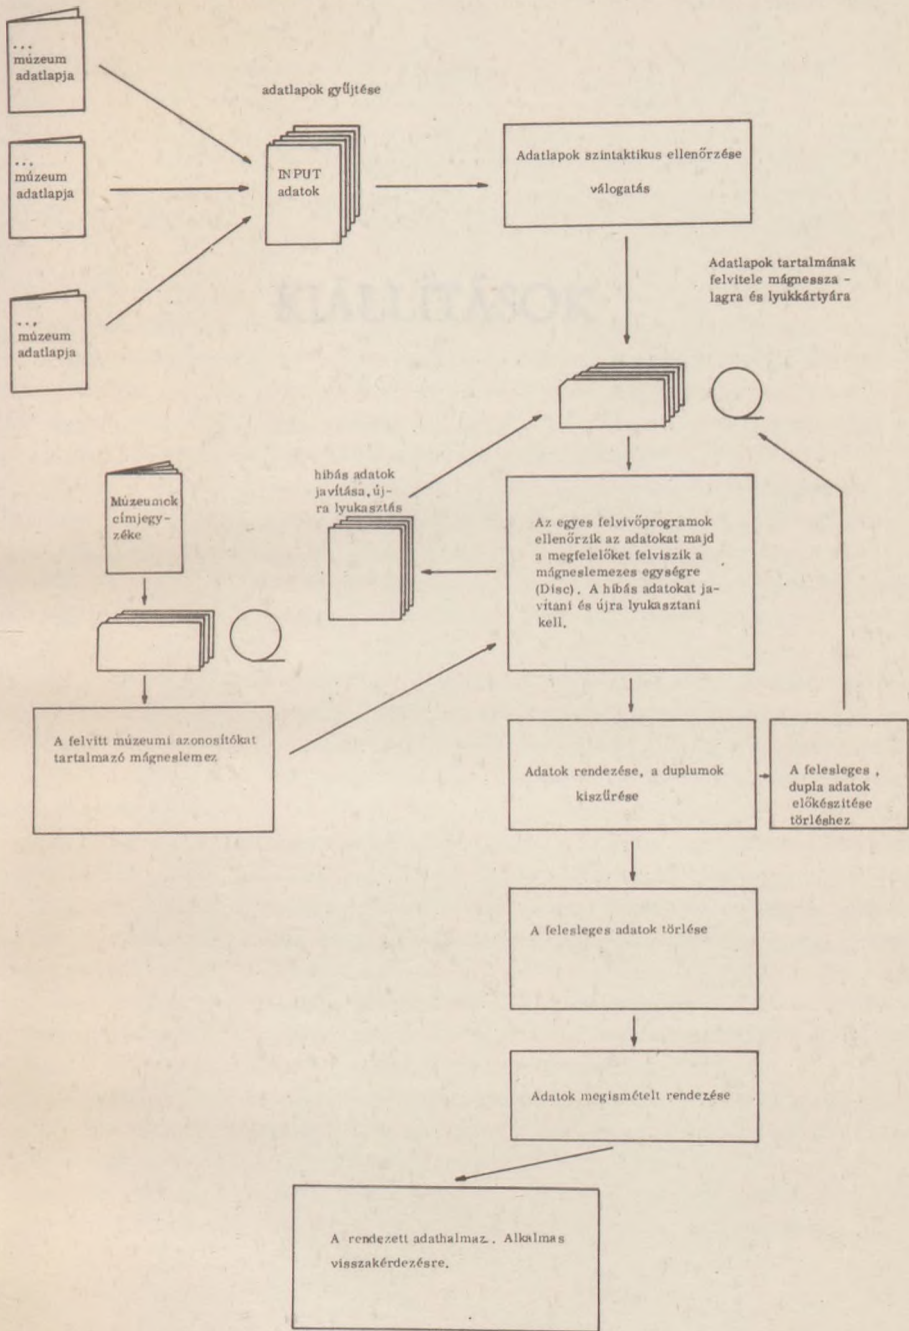 ...
múzeum
adatlapja
adatlapok gyűjtése
...
múzeum
adatlapja
INPUT
adatok
Adatlapok szintaktikus ellenőrzése
válogatás
...
múzeum
adatlapja
Adatlapok tartalmának
felvitele mágnessza -
lagra és lyukkártyára
KIÁLLÍTÁSOK
Múzeumok
címjegy-
zéke
hibás adatok
javítása, új-
ra lyukasztás
Az egyes felvivőprogramok
ellenőrzik az adatokat majd
a megfelelőket felviszik a
mágneslemezes egységre
(Disc). A hibás adatokat ja-
vítani és újra lyukasztani
kell.
A felvitt múzeumi azonosítókat
tartalmazó mágneslemez
Adatok rendezése, a duplumok
kiszűrése
A felesleges ,
dupla adatok
előkészítése
törléshez
A felesleges adatok törlése
Adatok megismételt rendezése
A rendezett adathalmaz . Alkalmas
visszakérdezésre.